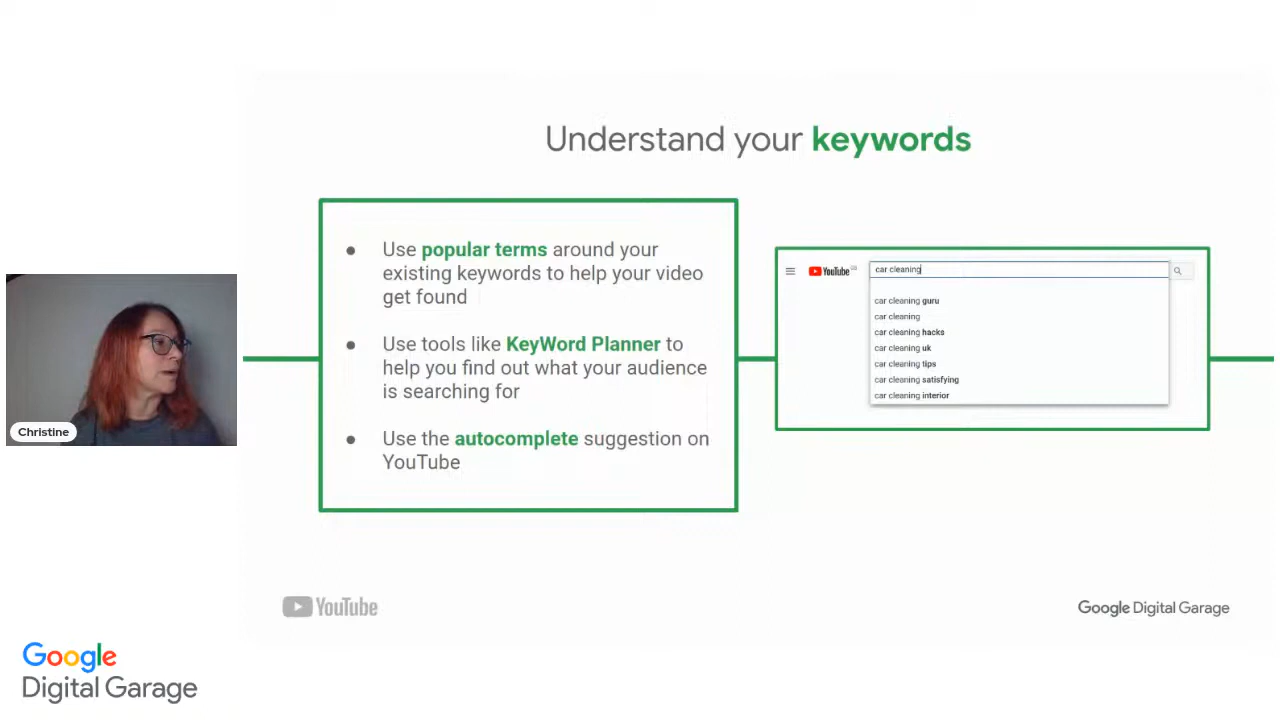 Understand your keywords
● Use popular terms around your
existing keywords to help your video
get found
● Use tools like KeyWord Planner to
help you find out what your audience
is searching for
● Use the autocomplete suggestion on
YouTube
YouTube
car cleaning
car cleaning guru
car cleaning
car cleaning hacks
car cleaning uk
car cleaning tips
car cleaning satisfying
car cleaning interior
Christine
YouTube
Google Digital Garage
Google
Digital Garage